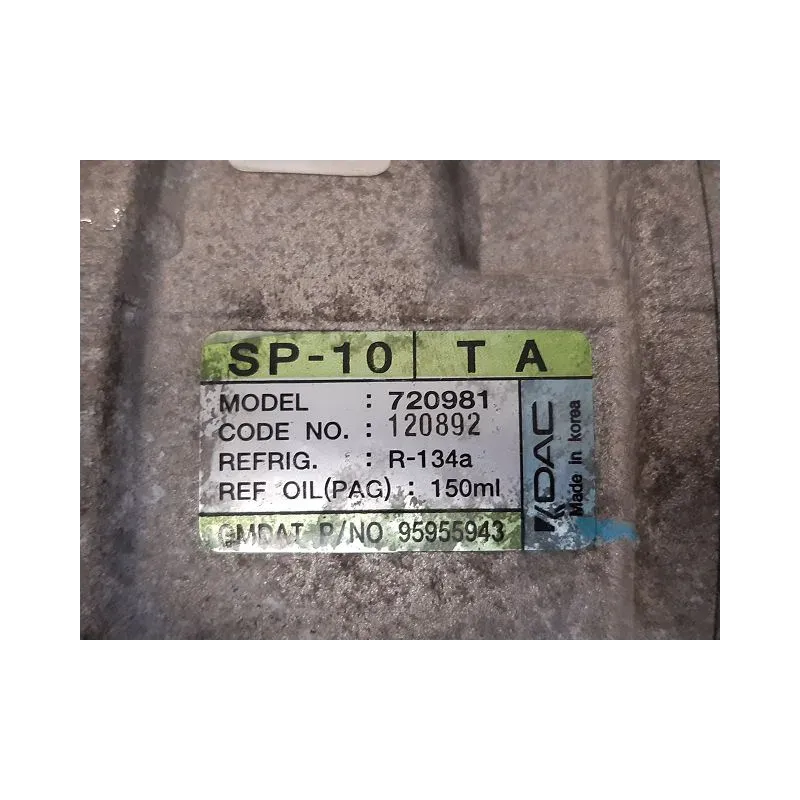 SP-10 TA
MODEL : 720981
CODE NO. : 120892
REFRIG. : R-134a
REF OIL(PAG) : 150ml
GMDAT P/NO 95955943
KDAC
Made in korea